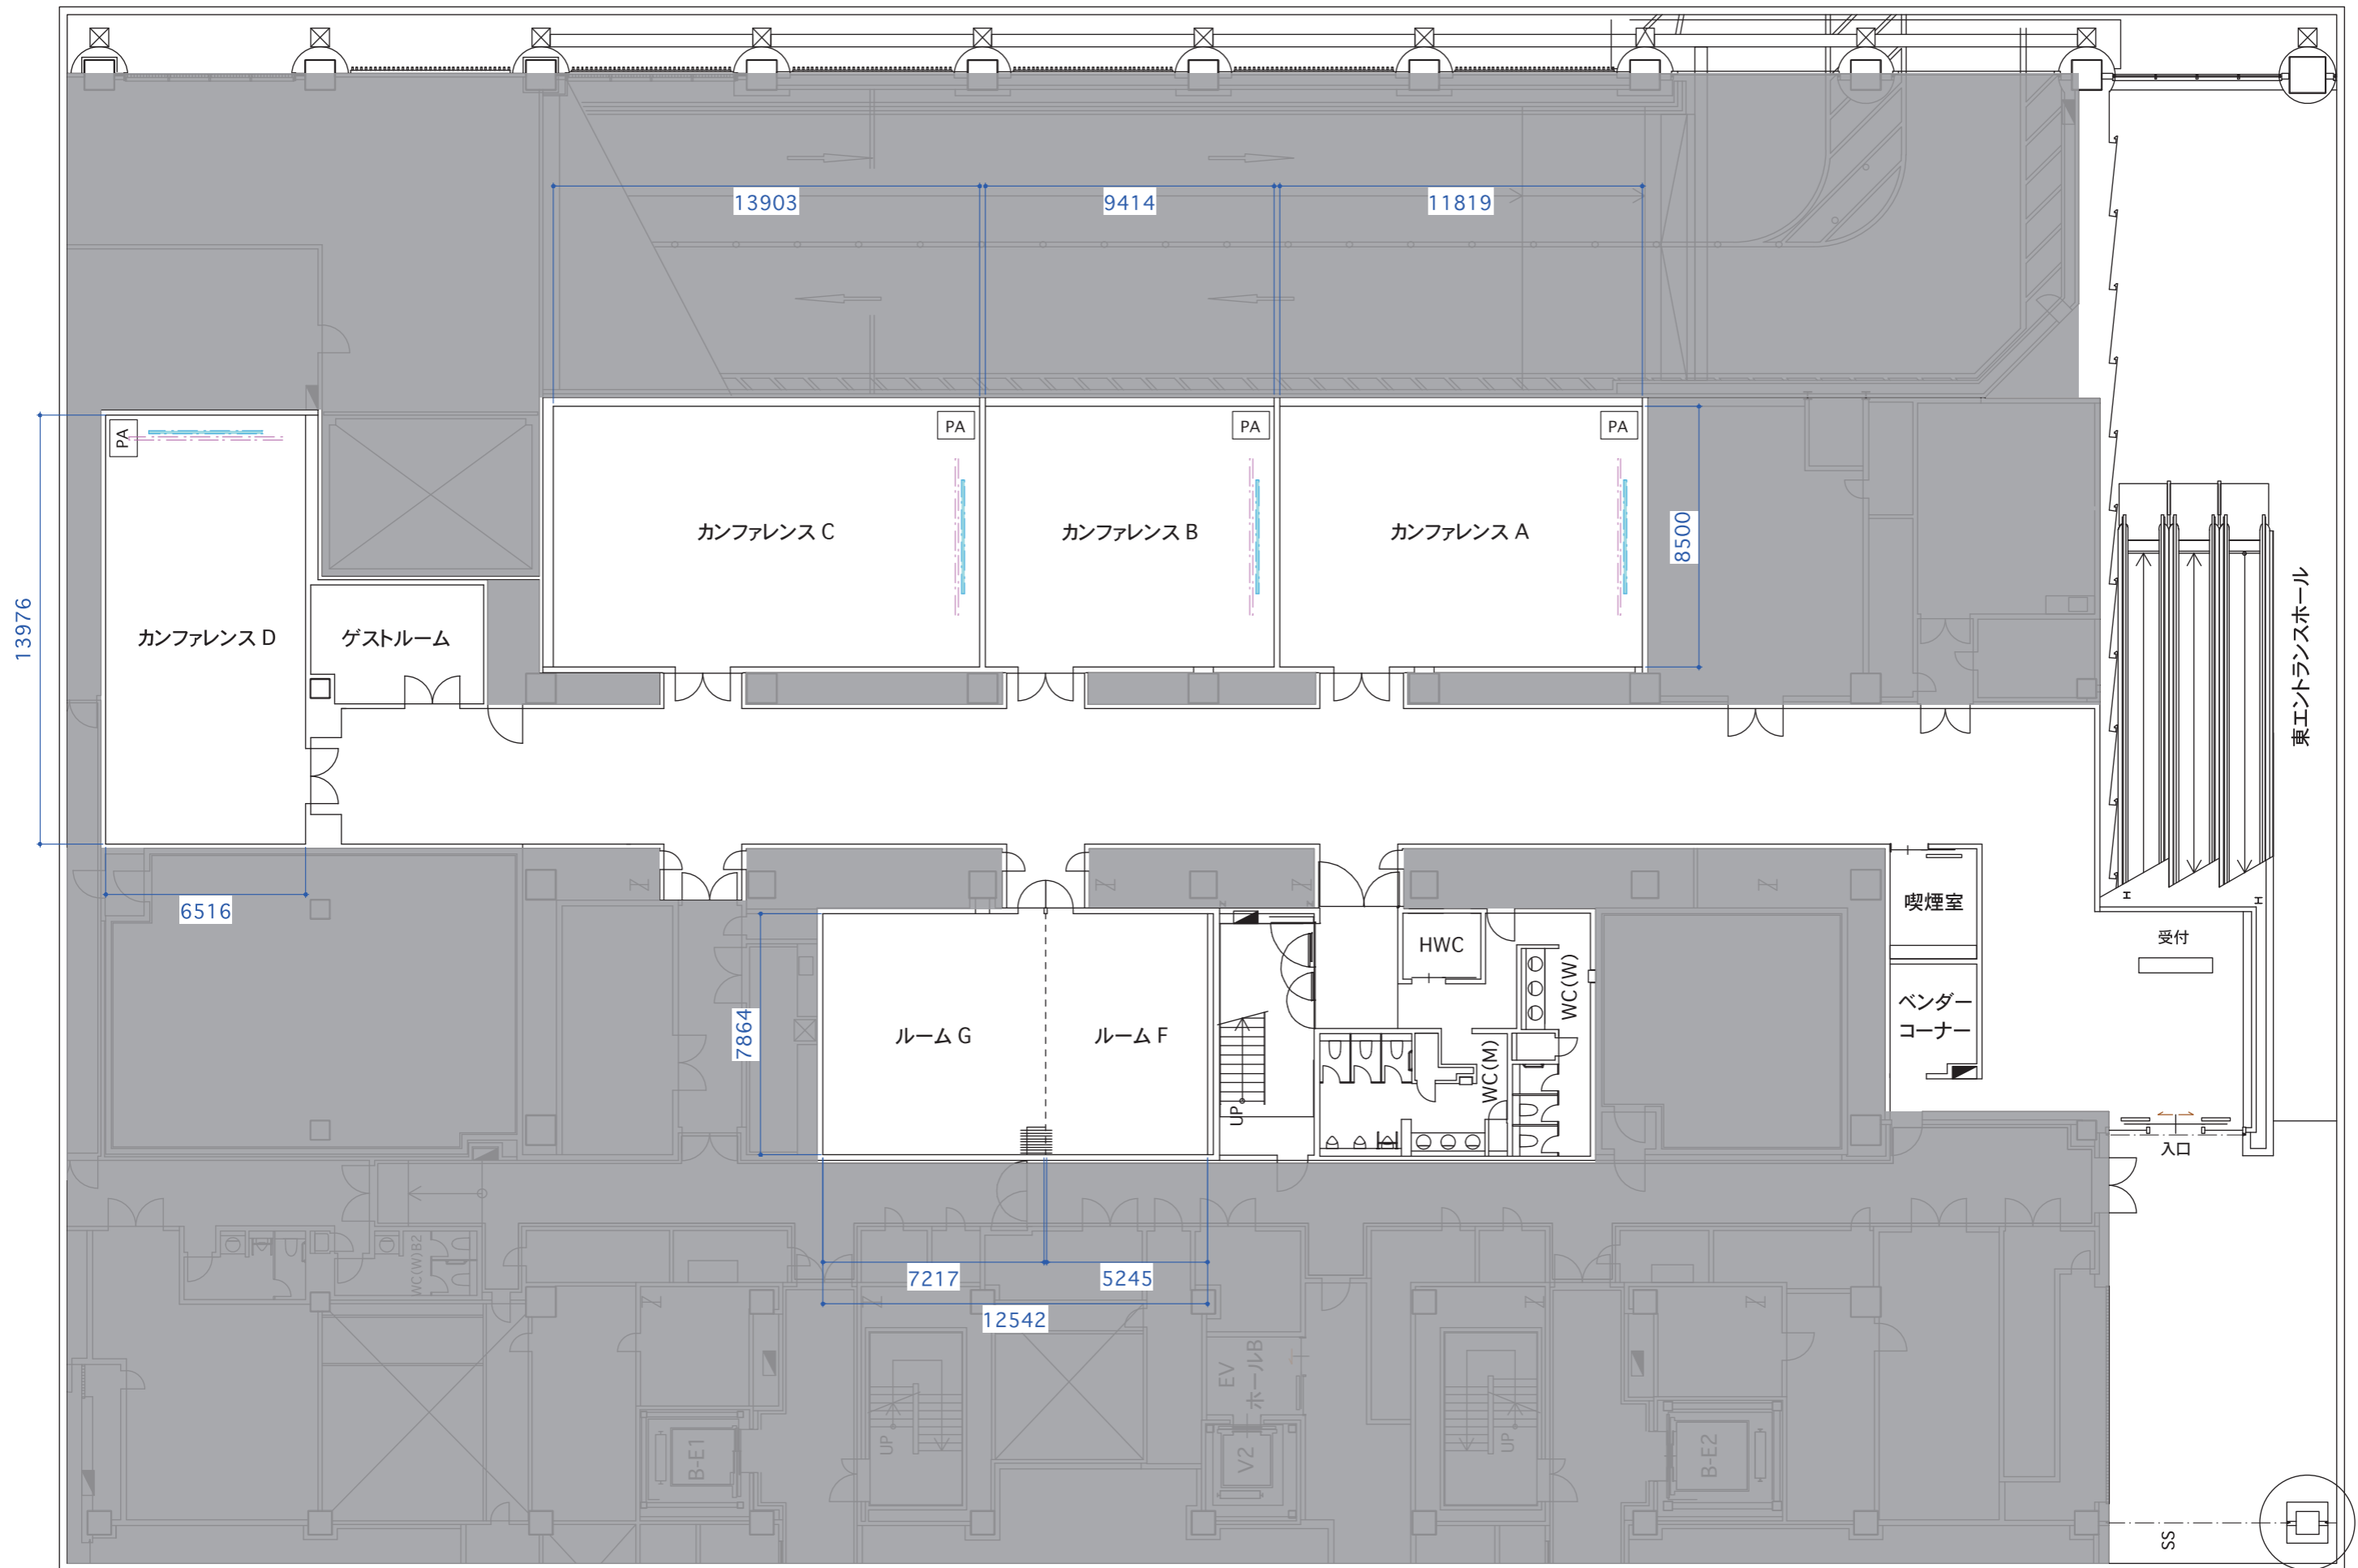 13903
9414
11819
PA
PA
PA
PA
カンファレンス C
カンファレンス B
カンファレンス A
8500
13976
カンファレンス D
ゲストルーム
東エントランスホール
6516
喫煙室
受付
HWC
WC(W)
ベンダー
コーナー
7864
ルーム G
ルーム F
WC(M)
UP
入口
WC(W)B2
7217
5245
12542
EV
ホールB
UP
UP
B-E1
V2
B-E2
SS